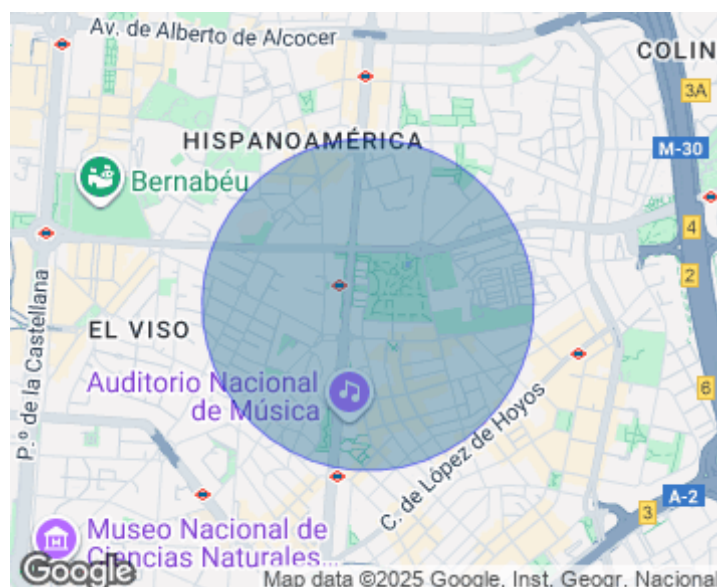 Av. de Alberto de Alcocer
COLIN
3A
HISPANOAMÉRICA
M-30
Bernabéu
4
2
EL VISO
P.º de la Castellana
Auditorio Nacional
de Música
6
C. de López de Hoyos
A-2
3
Museo Nacional de
Ciencias Naturales...
Google
Map data ©2025 Google, Inst. Geogr. Nacional